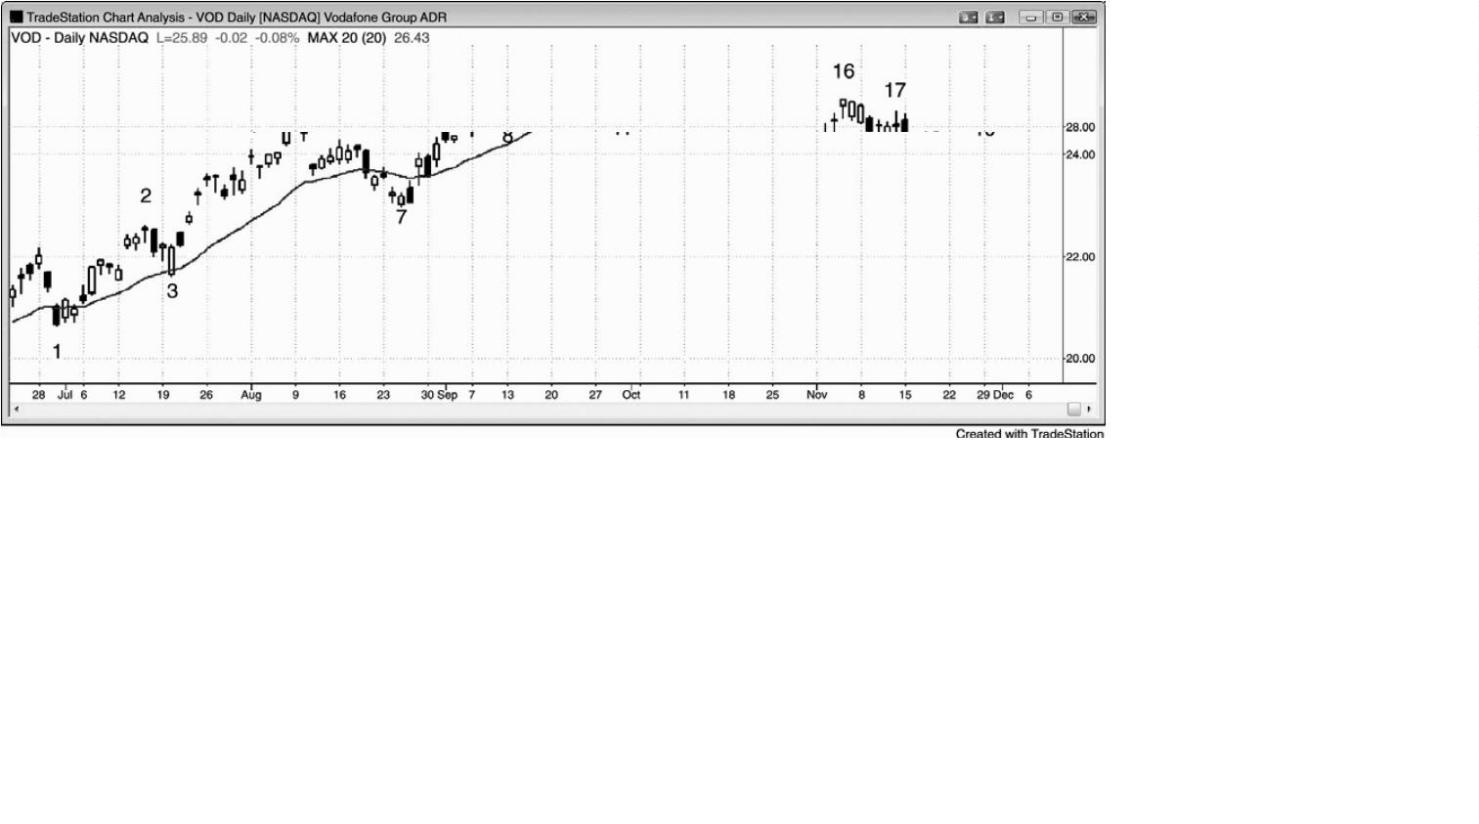 TradeStation Chart Analysis - VOD Daily [NASDAQ] Vodafone Group ADR
VOD - Daily NASDAQ L=25.89 -0.02 -0.08% MAX 20 (20) 26.43
16
17
28.00
8
24.00
2
7
22.00
3
1
20.00
28 Jul 6 12 19 26 Aug 9 16 23 30 Sep 7 13 20 27 Oct 11 18 25 Nov 8 15 22 29 Dec 6
Created with TradeStation